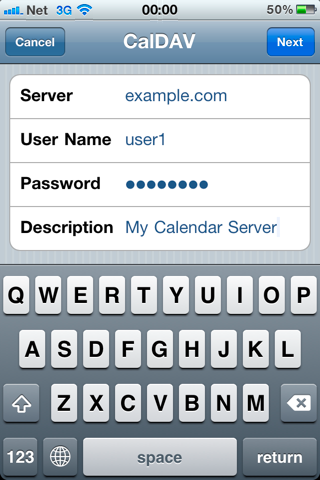 Net 3G 00:00 50%
Cancel CalDAV Next
Server example.com
User Name user1
Password ●●●●●●●●
Description My Calendar Server
Q W E R T Y U I O P
A S D F G H J K L
Z X C V B N M
123 space return